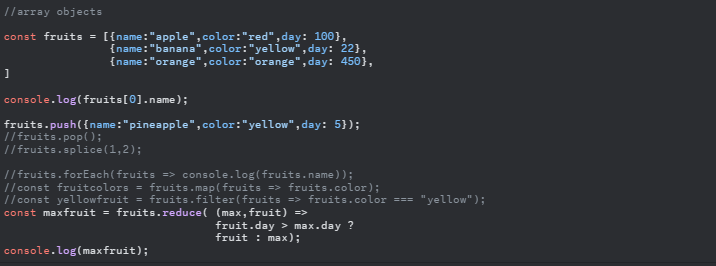 //array objects
const fruits = [{name:"apple",color:"red",day: 100},
{name:"banana",color:"yellow",day: 22},
{name:"orange",color:"orange",day: 450},
]
console.log(fruits[0].name);
fruits.push({name:"pineapple",color:"yellow",day: 5});
//fruits.pop();
//fruits.splice(1,2);
//fruits.forEach(fruits => console.log(fruits.name));
//const fruitcolors = fruits.map(fruits => fruits.color);
//const yellowfruit = fruits.filter(fruits => fruits.color === "yellow");
const maxfruit = fruits.reduce( (max,fruit) =>
fruit.day > max.day ?
fruit : max);
console.log(maxfruit);